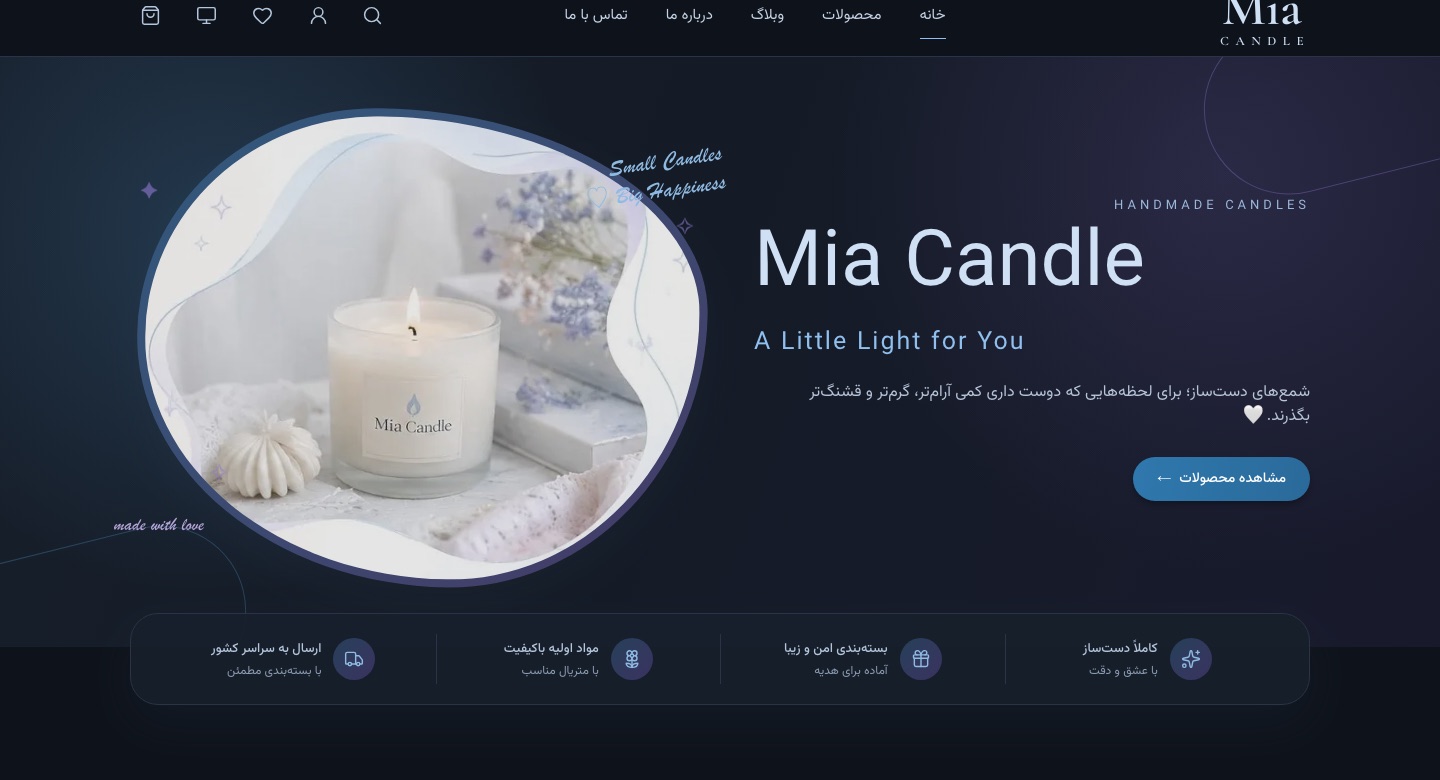 Mia
CANDLE
خانه
محصولات
وبلاگ
درباره ما
تماس با ما
HANDMADE CANDLES
Mia Candle
A Little Light for You
شمع‌های دست‌ساز؛ برای لحظه‌هایی که دوست داری کمی آرام‌تر، گرم‌تر و قشنگ‌تر
بگذرند. 🤍
مشاهده محصولات ←
Small Candles
Big Happiness
Mia Candle
made with love
کاملاً دست‌ساز
با عشق و دقت
بسته‌بندی امن و زیبا
آماده برای هدیه
مواد اولیه باکیفیت
با متریال مناسب
ارسال به سراسر کشور
با بسته‌بندی مطمئن